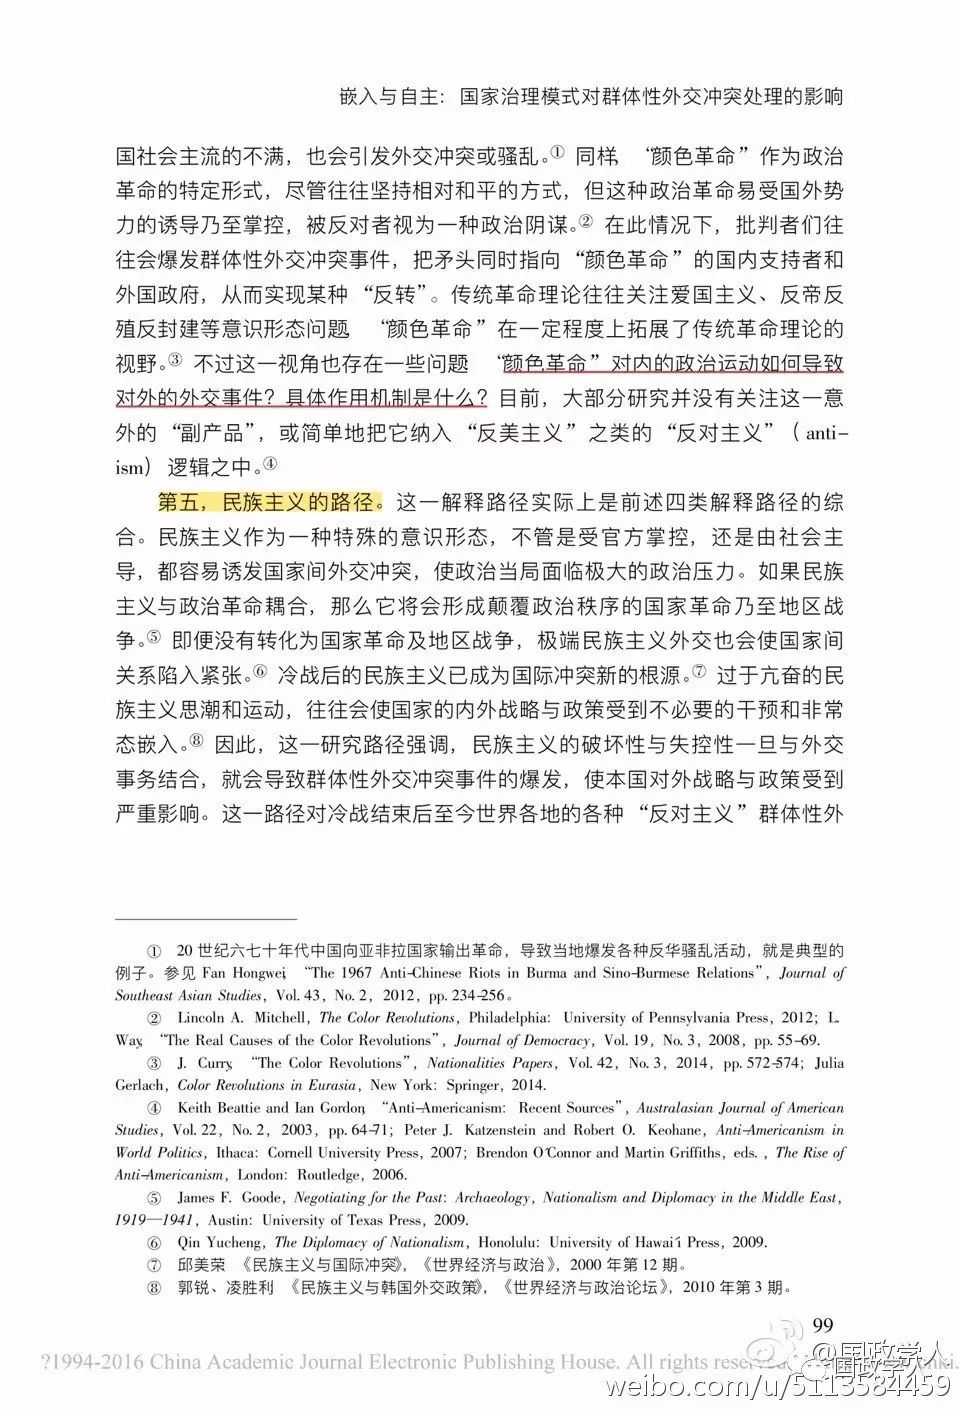 嵌入与自主：国家治理模式对群体性外交冲突处理的影响
国社会主流的不满，也会引发外交冲突或骚乱。① 同样，“颜色革命”作为政治
革命的特定形式，尽管往往坚持相对和平的方式，但这种政治革命易受国外势
力的诱导乃至掌控，被反对者视为一种政治阴谋。② 在此情况下，批判者们往
往会爆发群体性外交冲突事件，把矛头同时指向“颜色革命”的国内支持者和
外国政府，从而实现某种“反转”。传统革命理论往往关注爱国主义、反帝反
殖反封建等意识形态问题，“颜色革命”在一定程度上拓展了传统革命理论的
视野。③ 不过这一视角也存在一些问题，“颜色革命”对内的政治运动如何导致
对外的外交事件？具体作用机制是什么？目前，大部分研究并没有关注这一意
外的“副产品”，或简单地把它纳入“反美主义”之类的“反对主义”（anti-
ism）逻辑之中。④
第五，民族主义的路径。这一解释路径实际上是前述四类解释路径的综
合。民族主义作为一种特殊的意识形态，不管是受官方掌控，还是由社会主
导，都容易诱发国家间外交冲突，使政治当局面临极大的政治压力。如果民族
主义与政治革命耦合，那么它将会形成颠覆政治秩序的国家革命乃至地区战
争。⑤ 即便没有转化为国家革命及地区战争，极端民族主义外交也会使国家间
关系陷入紧张。⑥ 冷战后的民族主义已成为国际冲突新的根源。⑦ 过于亢奋的民
族主义思潮和运动，往往会使国家的内外战略与政策受到不必要的干预和非常
态嵌入。⑧ 因此，这一研究路径强调，民族主义的破坏性与失控性一旦与外交
事务结合，就会导致群体性外交冲突事件的爆发，使本国对外战略与政策受到
严重影响。这一路径对冷战结束后至今世界各地的各种“反对主义”群体性外
① 20 世纪六七十年代中国向亚非拉国家输出革命，导致当地爆发各种反华骚乱活动，就是典型的
例子。参见 Fan Hongwei, “The 1967 Anti-Chinese Riots in Burma and Sino-Burmese Relations”, Journal of
Southeast Asian Studies, Vol. 43, No. 2, 2012, pp. 234-256。
② Lincoln A. Mitchell, The Color Revolutions, Philadelphia: University of Pennsylvania Press, 2012; L.
Way, “The Real Causes of the Color Revolutions”, Journal of Democracy, Vol. 19, No. 3, 2008, pp. 55-69.
③ J. Curry, “The Color Revolutions”, Nationalities Papers, Vol. 42, No. 3, 2014, pp. 572-574; Julia
Gerlach, Color Revolutions in Eurasia, New York: Springer, 2014.
④ Keith Beattie and Ian Gordon, “Anti-Americanism: Recent Sources”, Australasian Journal of American
Studies, Vol. 22, No. 2, 2003, pp. 64-71; Peter J. Katzenstein and Robert O. Keohane, Anti-Americanism in
World Politics, Ithaca: Cornell University Press, 2007; Brendon O'Connor and Martin Griffiths, eds. , The Rise of
Anti-Americanism, London: Routledge, 2006.
⑤ James F. Goode, Negotiating for the Past: Archaeology, Nationalism and Diplomacy in the Middle East,
1919—1941, Austin: University of Texas Press, 2009.
⑥ Qin Yucheng, The Diplomacy of Nationalism, Honolulu: University of Hawai'i Press, 2009.
⑦ 邱美荣：《民族主义与国际冲突》，《世界经济与政治》，2000 年第 12 期。
⑧ 郭锐、凌胜利：《民族主义与韩国外交政策》，《世界经济与政治论坛》，2010 年第 3 期。
99
?1994-2016 China Academic Journal Electronic Publishing House. All rights reserved.
@国政学人
国政学人
weibo.com/u/5113584459